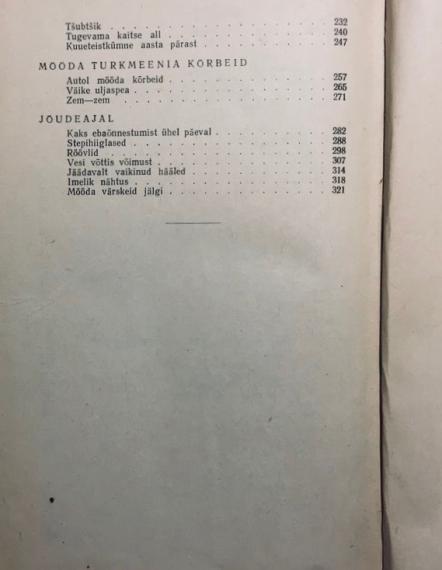 Tšubtšik . . . . . . . . . . . . . . . . 232
Tugevama kaitse all . . . . . . . . . . . . 240
Kuueteistkümne aasta pärast . . . . . . . . . 247
MÖÖDA TURKMEENIA KÕRBEID
Autol mööda kõrbeid . . . . . . . . . . . . 257
Väike uljaspea . . . . . . . . . . . . . . 265
Zem—zem . . . . . . . . . . . . . . . 271
JÕUDEAJAL
Kaks ebaõnnestumist ühel päeval . . . . . . . . 282
Stepihiiglased . . . . . . . . . . . . . . 288
Röövlid . . . . . . . . . . . . . . . . 298
Vesi võttis võimust . . . . . . . . . . . . 307
Jäädavalt vaikinud hääled . . . . . . . . . . 314
Imelik nähtus . . . . . . . . . . . . . . 318
Mööda värskeid jälgi . . . . . . . . . . . . 321